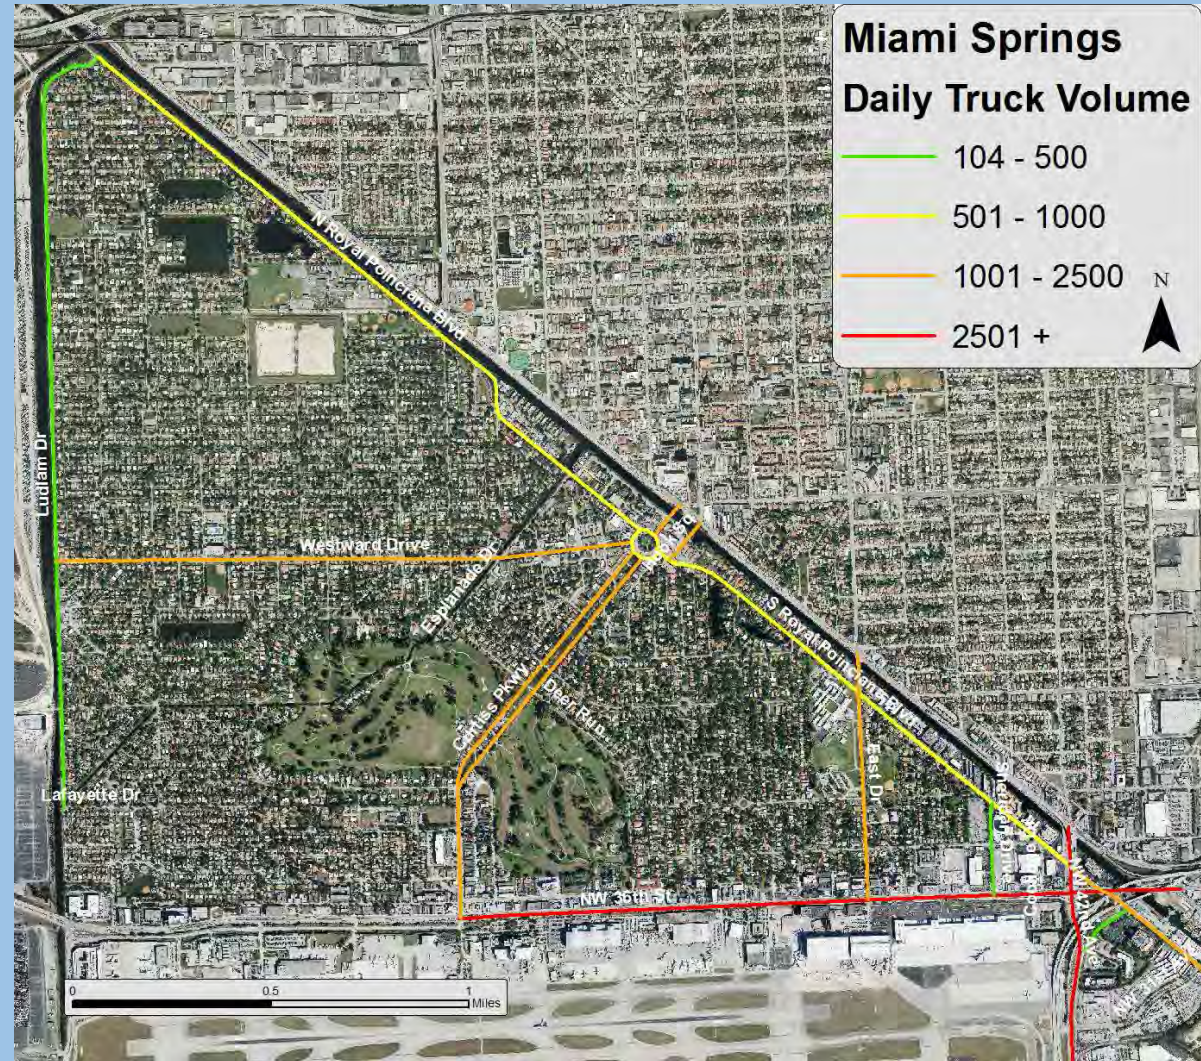 Miami Springs
Daily Truck Volume
104 - 500
501 - 1000
1001 - 2500
2501 +
N
N Royal Poinciana Blvd
Ludlam Dr
Westward Drive
Esplanade Dr
Curtiss Pkwy
Deer Run
S Royal Poinciana Blvd
East Dr
Lafayette Dr
NW 36th St
0
0.5
1
Miles